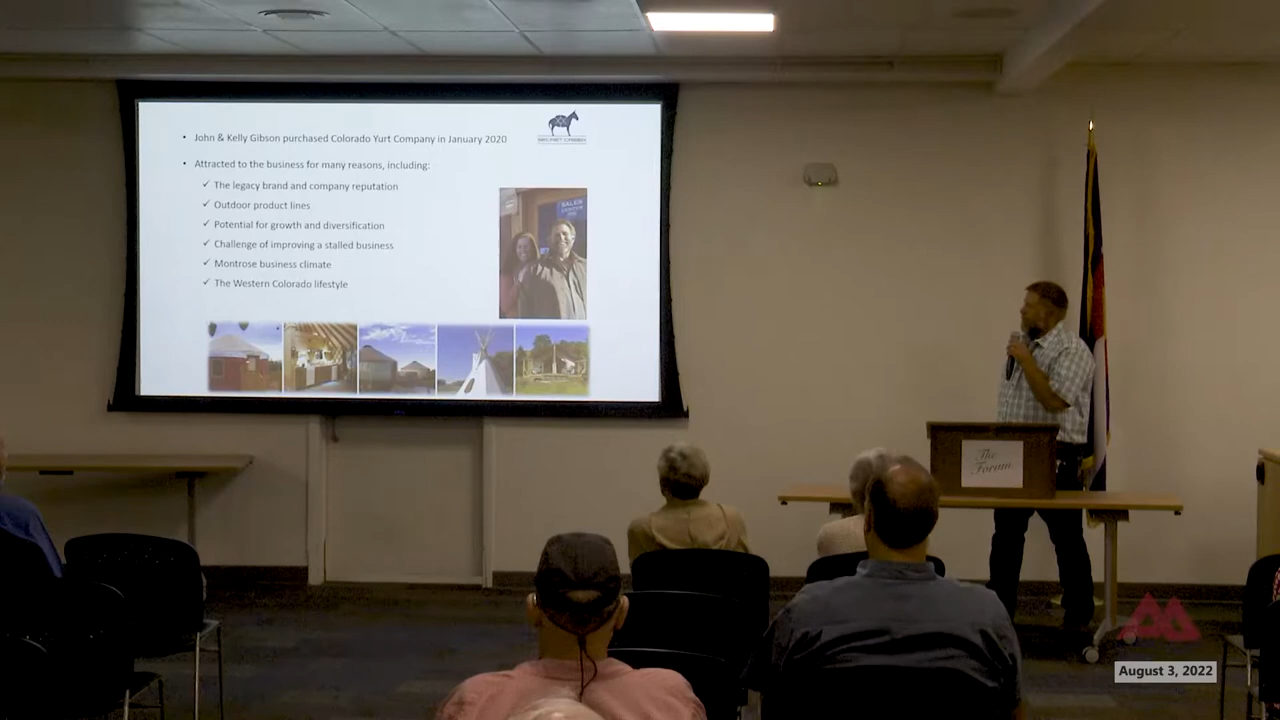 • John & Kelly Gibson purchased Colorado Yurt Company in January 2020
• Attracted to the business for many reasons, including:
✓ The legacy brand and company reputation
✓ Outdoor product lines
✓ Potential for growth and diversification
✓ Challenge of improving a stalled business
✓ Montrose business climate
✓ The Western Colorado lifestyle
SALES
The
Forum
August 3, 2022